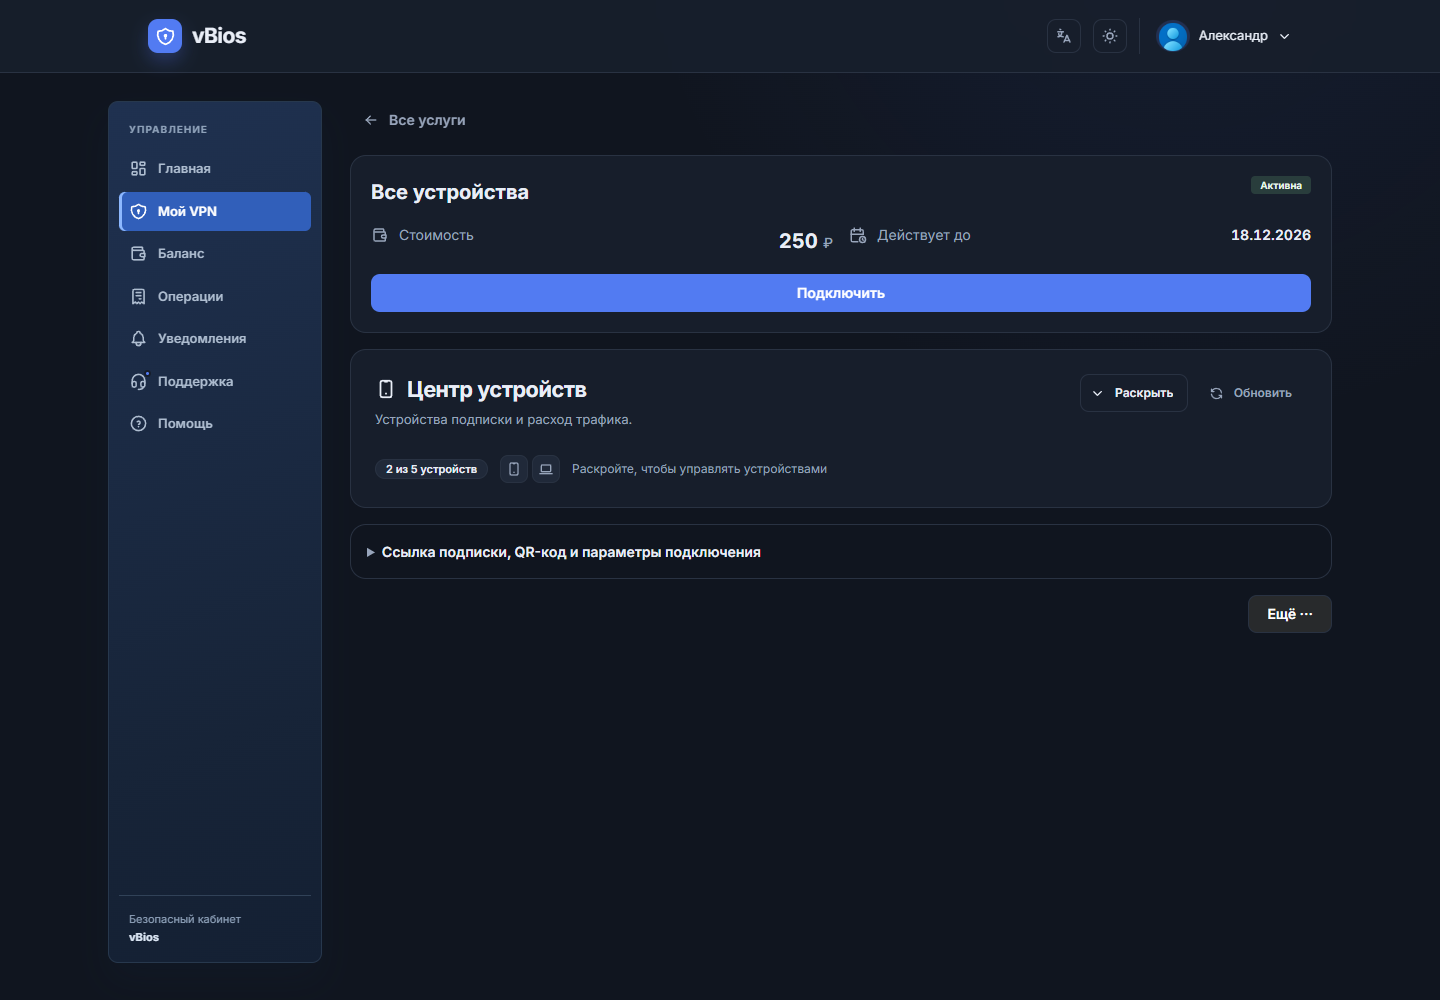 vBios
Александр
УПРАВЛЕНИЕ
Главная
Мой VPN
Баланс
Операции
Уведомления
Поддержка
Помощь
Безопасный кабинет
vBios
Все услуги
Все устройства
Активна
Стоимость
250 ₽
Действует до
18.12.2026
Подключить
Центр устройств
Раскрыть
Обновить
Устройства подписки и расход трафика.
2 из 5 устройств
Раскройте, чтобы управлять устройствами
Ссылка подписки, QR-код и параметры подключения
Ещё ···